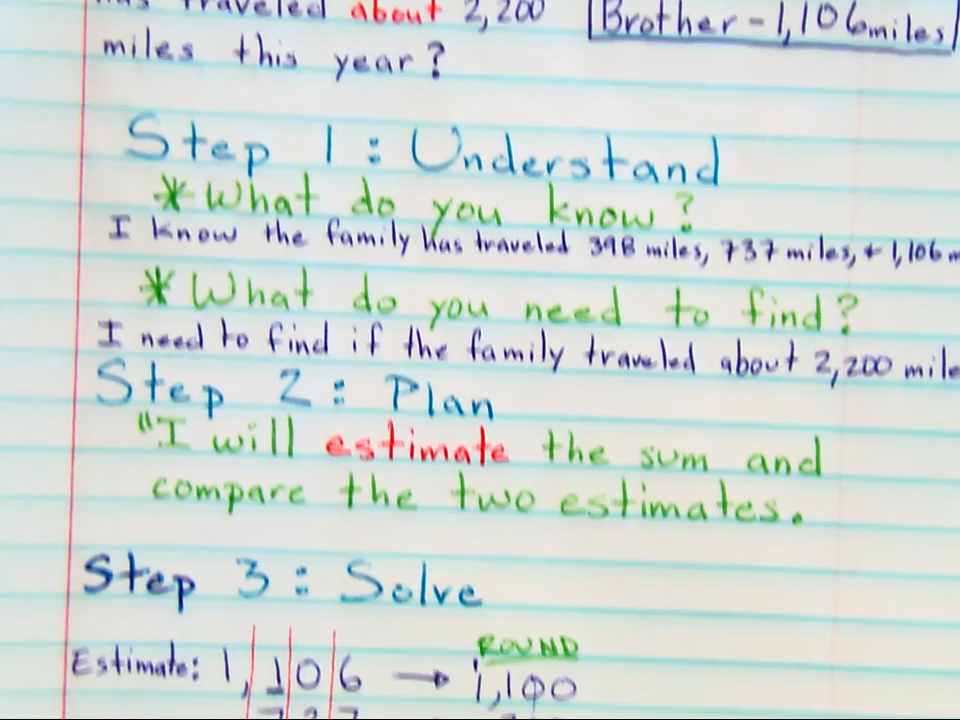 has traveled about 2,200
Brother - 1,106 miles
miles this year?
Step 1: Understand
*What do you know?
I know the family has traveled 398 miles, 737 miles, + 1,106 m
*What do you need to find?
I need to find if the family traveled about 2,200 mile
Step 2: Plan
"I will estimate the sum and
compare the two estimates.
Step 3: Solve
ROUND
Estimate: 1,106 → 1,100
737